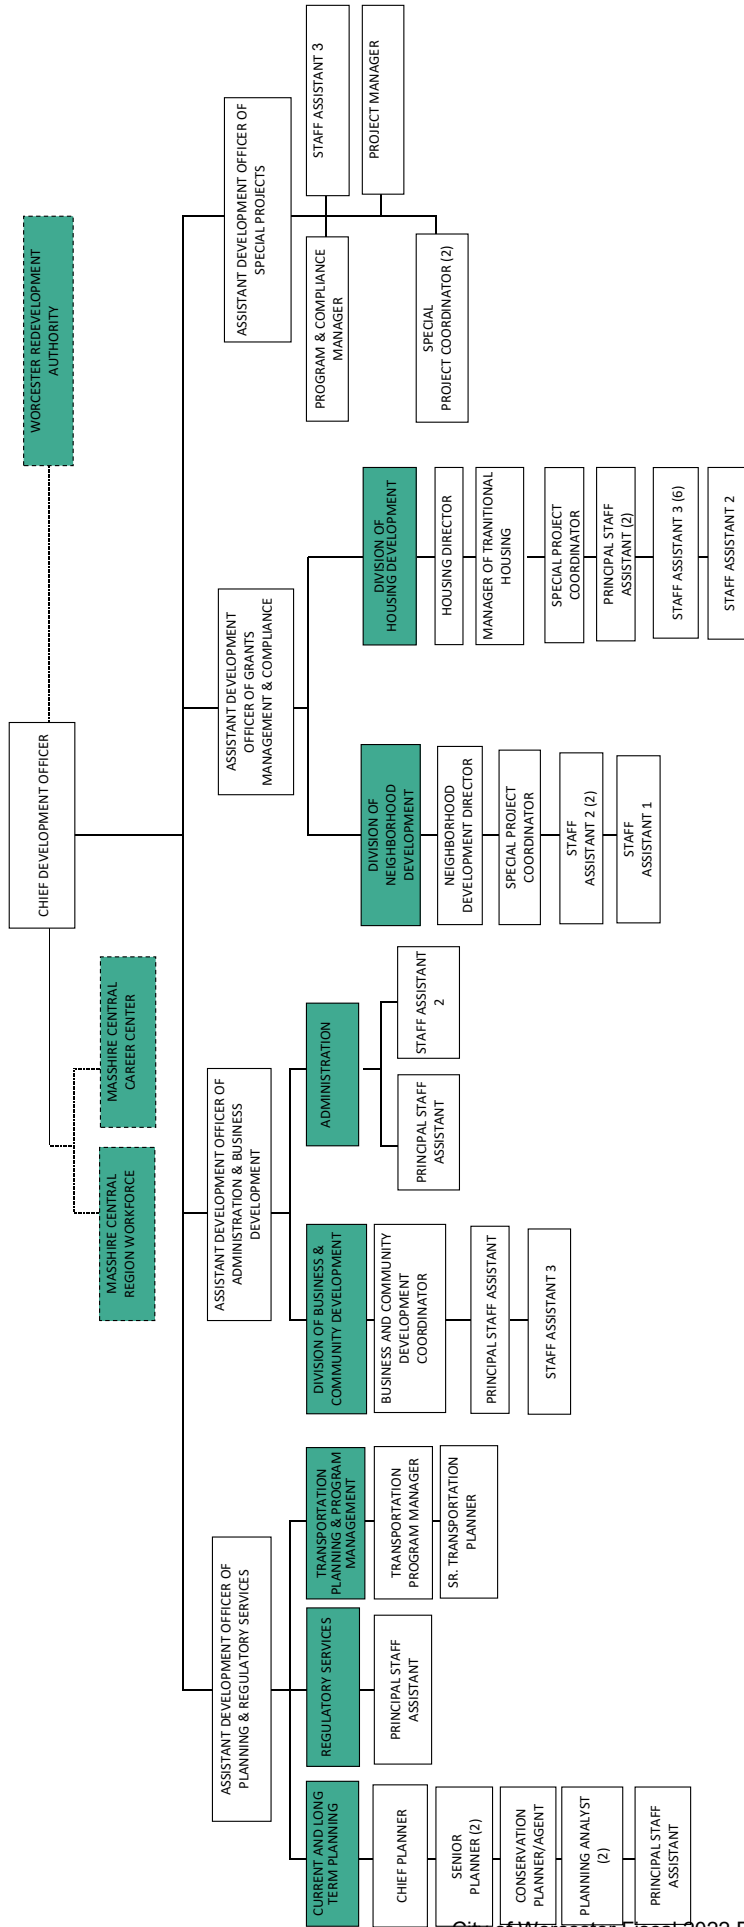 WORCESTER REDEVELOPMENT
AUTHORITY
CHIEF DEVELOPMENT OFFICER
MASSHIRE CENTRAL
REGION WORKFORCE
MASSHIRE CENTRAL
CAREER CENTER
ASSISTANT DEVELOPMENT OFFICER OF
PLANNING & REGULATORY SERVICES
ASSISTANT DEVELOPMENT OFFICER OF
ADMINISTRATION & BUSINESS
DEVELOPMENT
ASSISTANT DEVELOPMENT
OFFICER OF GRANTS
MANAGEMENT & COMPLIANCE
ASSISTANT DEVELOPMENT OFFICER OF
SPECIAL PROJECTS
CURRENT AND LONG
TERM PLANNING
CHIEF PLANNER
SENIOR
PLANNER (2)
CONSERVATION
PLANNER/AGENT
PLANNING ANALYST
(2)
PRINCIPAL STAFF
ASSISTANT
REGULATORY SERVICES
PRINCIPAL STAFF
ASSISTANT
TRANSPORTATION
PLANNING & PROGRAM
MANAGEMENT
TRANSPORTATION
PROGRAM MANAGER
SR. TRANSPORTATION
PLANNER
DIVISION OF BUSINESS &
COMMUNITY DEVELOPMENT
BUSINESS AND COMMUNITY
DEVELOPMENT
COORDINATOR
PRINCIPAL STAFF ASSISTANT
STAFF ASSISTANT 3
ADMINISTRATION
PRINCIPAL STAFF
ASSISTANT
STAFF ASSISTANT
2
DIVISION OF
NEIGHBORHOOD
DEVELOPMENT
NEIGHBORHOOD
DEVELOPMENT DIRECTOR
SPECIAL PROJECT
COORDINATOR
STAFF
ASSISTANT 2 (2)
STAFF
ASSISTANT 1
DIVISION OF
HOUSING DEVELOPMENT
HOUSING DIRECTOR
MANAGER OF TRANITIONAL
HOUSING
SPECIAL PROJECT
COORDINATOR
PRINCIPAL STAFF
ASSISTANT (2)
STAFF ASSISTANT 3 (6)
STAFF ASSISTANT 2
PROGRAM & COMPLIANCE
MANAGER
STAFF ASSISTANT 3
PROJECT MANAGER
SPECIAL
PROJECT COORDINATOR (2)
City of Worcester Fiscal 2022